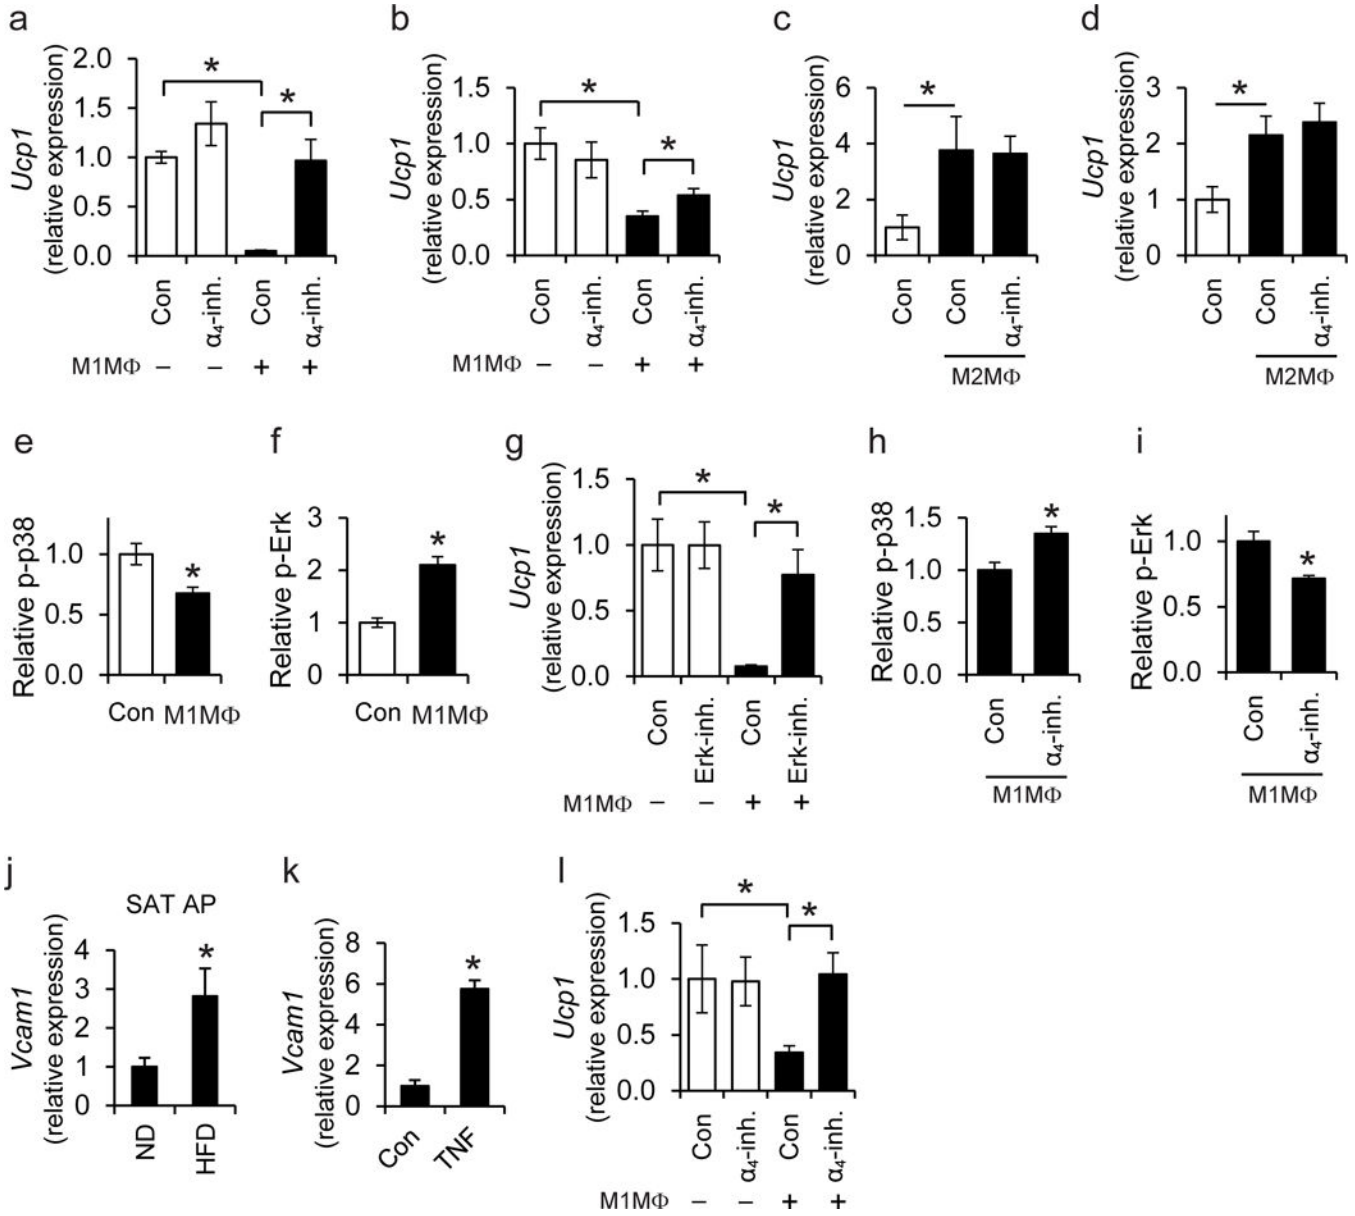 a
Ucp1
(relative expression)
2.0
1.5
1.0
0.5
0.0
*
*
Con
α4-inh.
Con
α4-inh.
M1MΦ – – + +
b
Ucp1
(relative expression)
1.5
1.0
0.5
0.0
*
*
Con
α4-inh.
Con
α4-inh.
M1MΦ – – + +
c
Ucp1
(relative expression)
6
4
2
0
*
Con
Con
α4-inh.
M2MΦ
d
Ucp1
(relative expression)
3
2
1
0
*
Con
Con
α4-inh.
M2MΦ
e
Relative p-p38
1.0
0.5
0.0
*
Con M1MΦ
f
Relative p-Erk
3
2
1
0
*
Con M1MΦ
g
Ucp1
(relative expression)
1.5
1.0
0.5
0.0
*
*
Con
Erk-inh.
Con
Erk-inh.
M1MΦ – – + +
h
Relative p-p38
1.5
1.0
0.5
0.0
*
Con
α4-inh.
M1MΦ
i
Relative p-Erk
1.0
0.5
0.0
*
Con
α4-inh.
M1MΦ
j
SAT AP
Vcam1
(relative expression)
4
3
2
1
0
*
ND
HFD
k
Vcam1
(relative expression)
8
6
4
2
0
*
Con
TNF
l
Ucp1
(relative expression)
1.5
1.0
0.5
0.0
*
*
Con
α4-inh.
Con
α4-inh.
M1MΦ – – + +